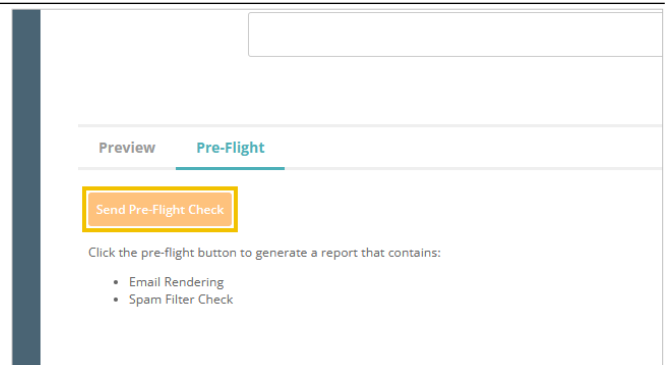 Preview Pre-Flight
Send Pre-Flight Check
Click the pre-flight button to generate a report that contains:
• Email Rendering
• Spam Filter Check